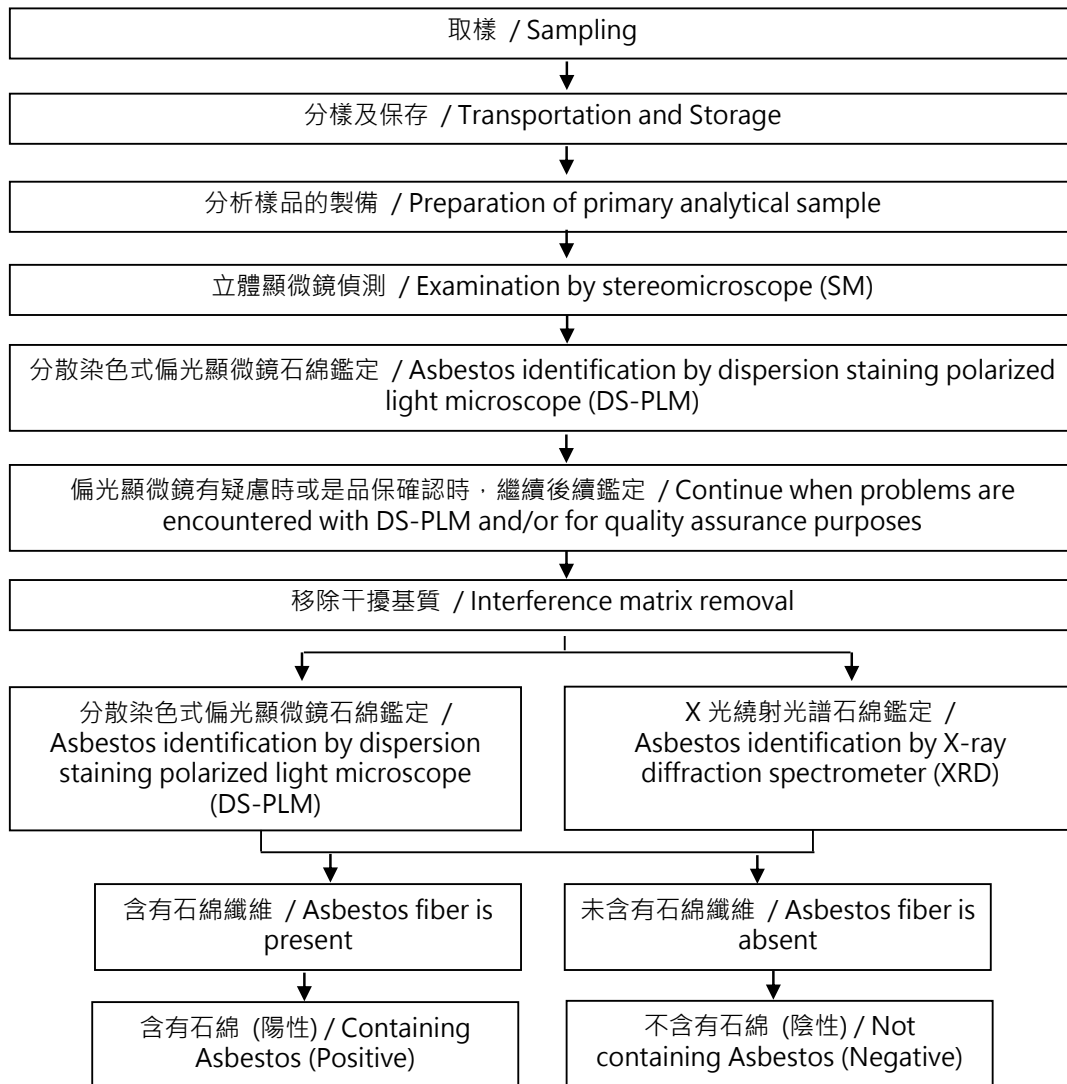 取樣 / Sampling
分樣及保存 / Transportation and Storage
分析樣品的製備 / Preparation of primary analytical sample
立體顯微鏡偵測 / Examination by stereomicroscope (SM)
分散染色式偏光顯微鏡石綿鑑定 / Asbestos identification by dispersion staining polarized
light microscope (DS-PLM)
偏光顯微鏡有疑慮時或是品保確認時，繼續後續鑑定 / Continue when problems are
encountered with DS-PLM and/or for quality assurance purposes
移除干擾基質 / Interference matrix removal
分散染色式偏光顯微鏡石綿鑑定 /
Asbestos identification by dispersion
staining polarized light microscope
(DS-PLM)
X 光繞射光譜石綿鑑定 /
Asbestos identification by X-ray
diffraction spectrometer (XRD)
含有石綿纖維 / Asbestos fiber is
present
未含有石綿纖維 / Asbestos fiber is
absent
含有石綿 (陽性) / Containing
Asbestos (Positive)
不含有石綿 (陰性) / Not
containing Asbestos (Negative)